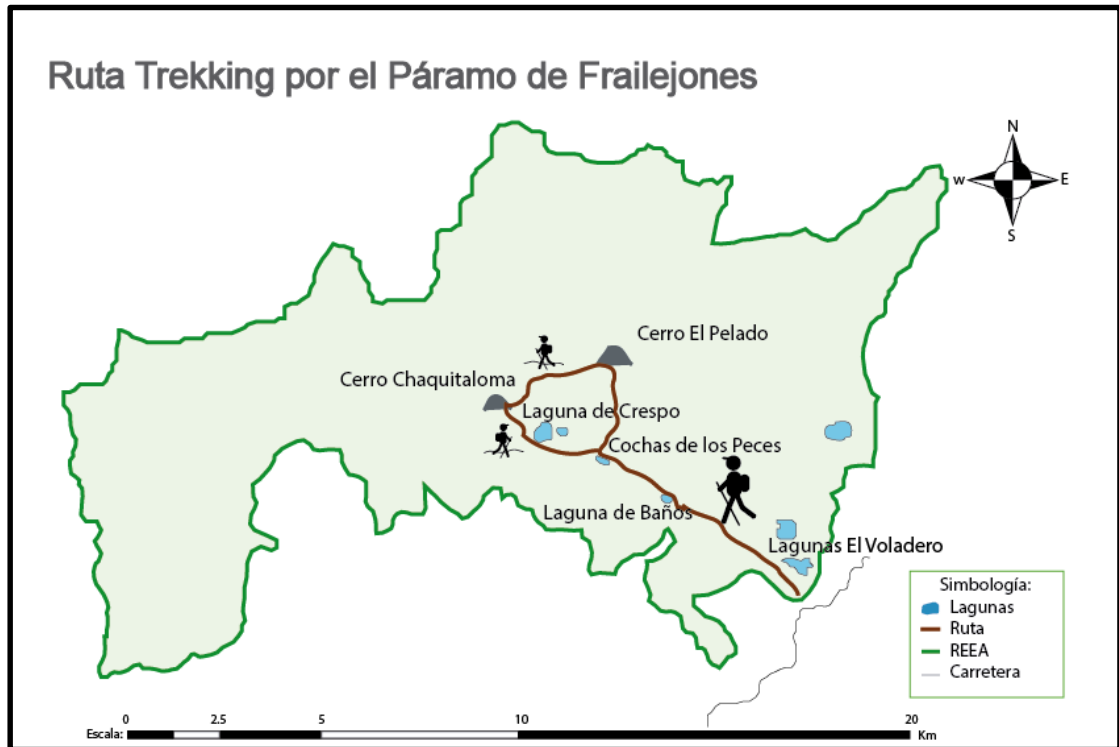 Ruta Trekking por el Páramo de Frailejones
N
W
E
S
Cerro El Pelado
Cerro Chaquitaloma
Laguna de Crespo
Cochas de los Peces
Laguna de Baños
Lagunas El Voladero
Simbología:
Lagunas
Ruta
REEA
Carretera
0 2.5 5 10 20
Escala: Km